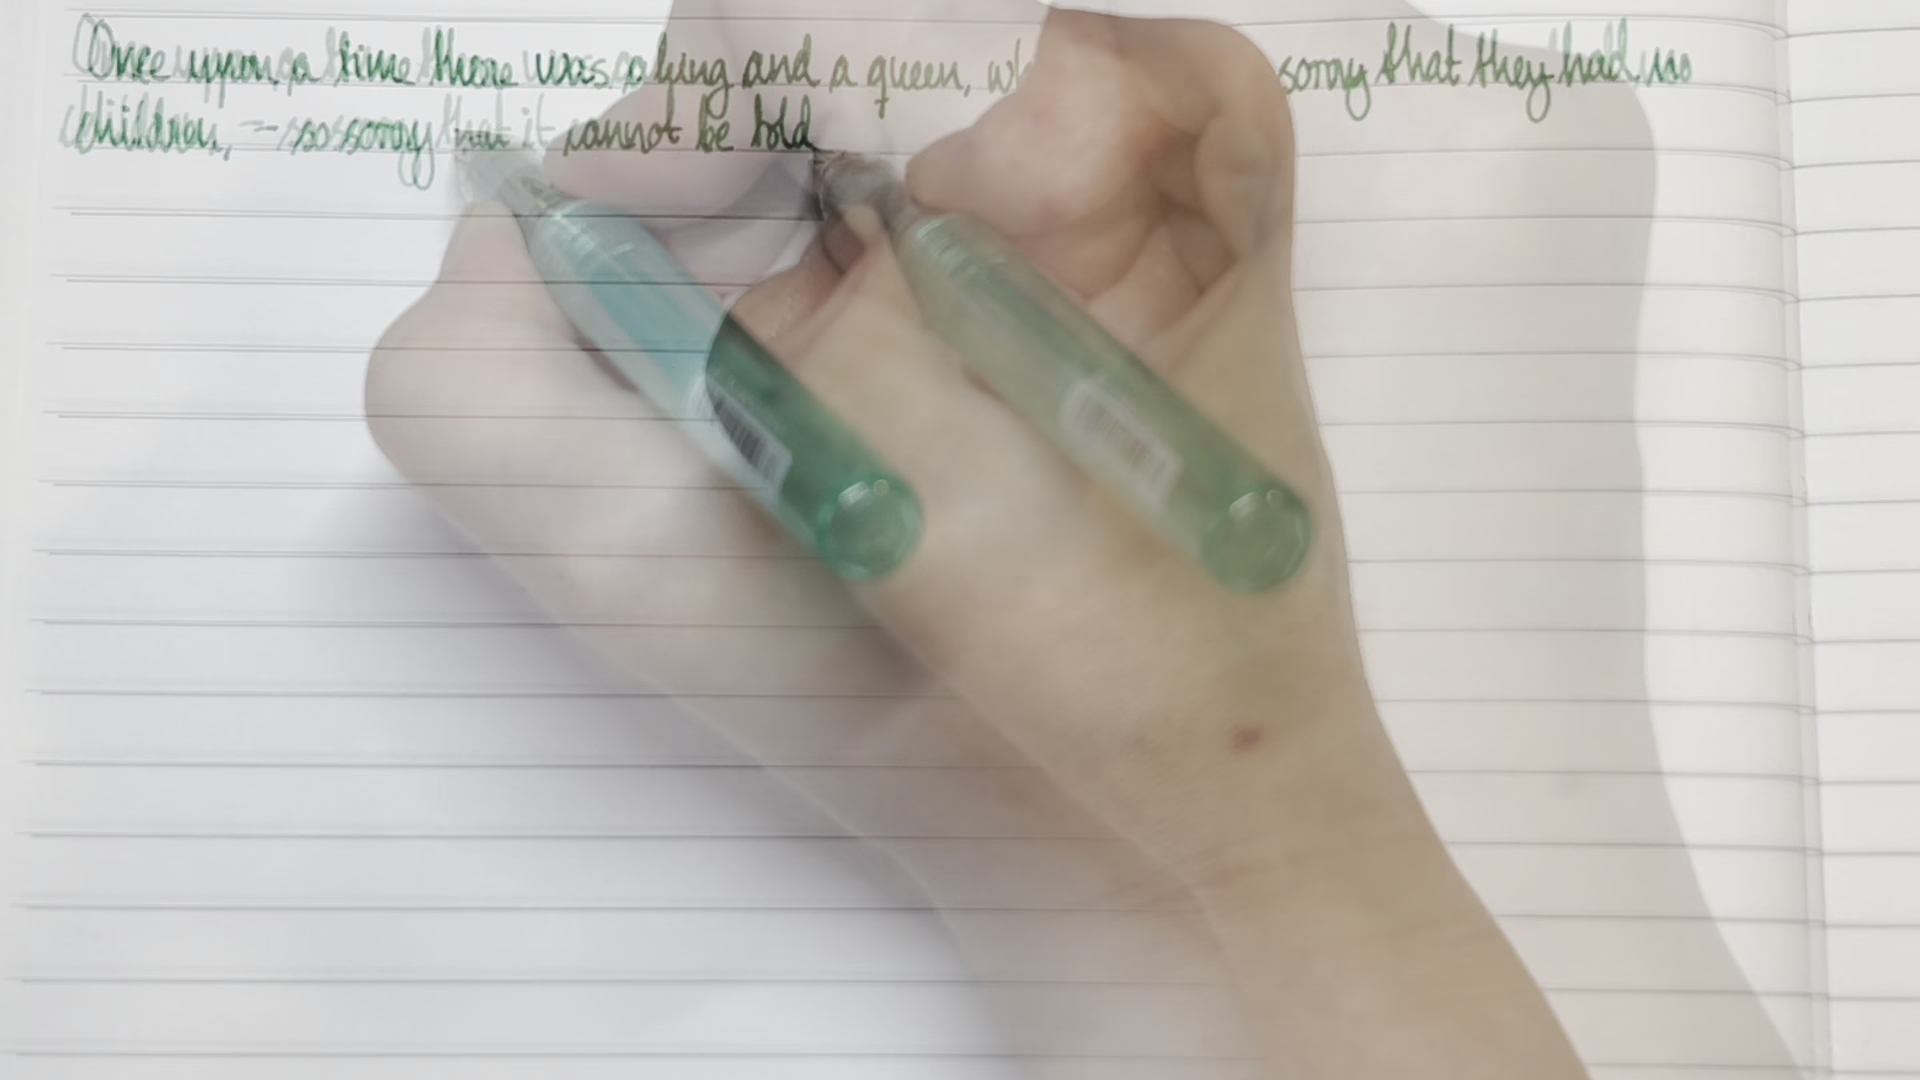 Once upon a time there was a king and a queen, sorry that they had no
children, - so sorry that it cannot be told